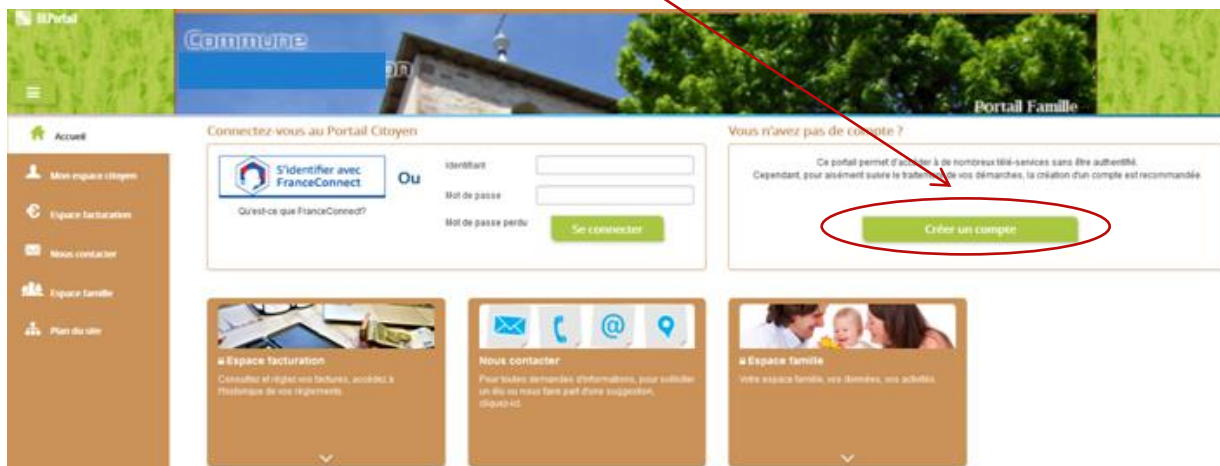 BLPortail
Commune
on
Portail Famille
Accueil
Mon espace citoyen
Espace facturation
Nous contacter
Espace famille
Plan du site
Connectez-vous au Portail Citoyen
S'identifier avec
FranceConnect
Qu'est-ce que FranceConnect?
Ou
Identifiant
Mot de passe
Mot de passe perdu
Se connecter
Vous n'avez pas de compte ?
Ce portail permet d'accéder à de nombreux télé-services sans être authentifié.
Cependant, pour aisément suivre le traitement de vos démarches, la création d'un compte est recommandée
Créer un compte
Espace facturation
Consultez et réglez vos factures, accédez à
l'historique de vos règlements.
Nous contacter
Pour toutes demandes d'informations, pour solliciter
un élu ou nous faire part d'une suggestion,
cliquez-ici.
Espace famille
Votre espace famille, vos données, vos activités.